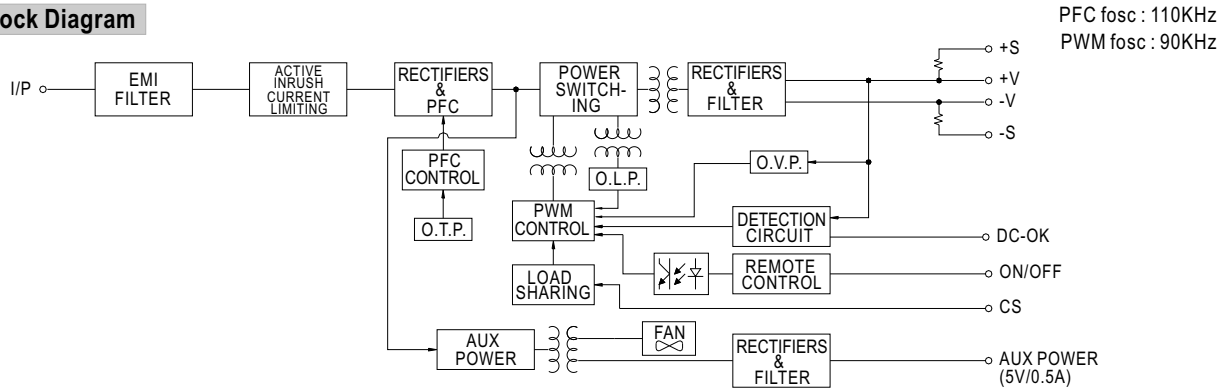 ock Diagram
PFC fosc : 110KHz
PWM fosc : 90KHz
I/P
EMI
FILTER
ACTIVE
INRUSH
CURRENT
LIMITING
RECTIFIERS
&
PFC
POWER
SWITCH-
ING
RECTIFIERS
&
FILTER
+S
+V
-V
-S
PFC
CONTROL
O.T.P.
O.L.P.
O.V.P.
PWM
CONTROL
DETECTION
CIRCUIT
DC-OK
REMOTE
CONTROL
ON/OFF
LOAD
SHARING
CS
AUX
POWER
FAN
RECTIFIERS
&
FILTER
AUX POWER
(5V/0.5A)